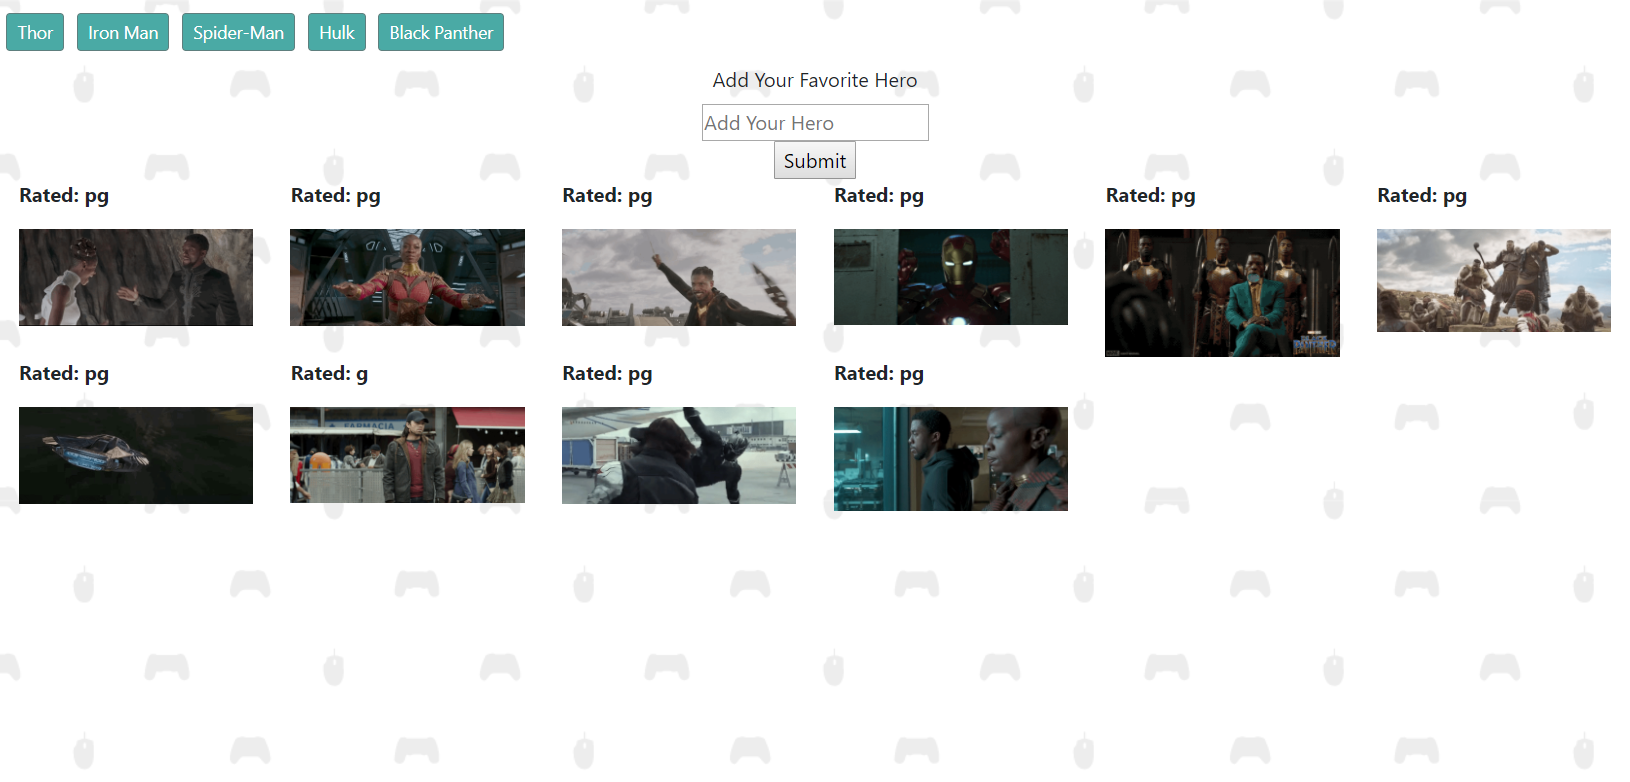 Thor Iron Man Spider-Man Hulk Black Panther
Add Your Favorite Hero
Add Your Hero
Submit
Rated: pg Rated: pg Rated: pg Rated: pg Rated: pg Rated: pg
Rated: pg Rated: g Rated: pg Rated: pg
FARMACIA